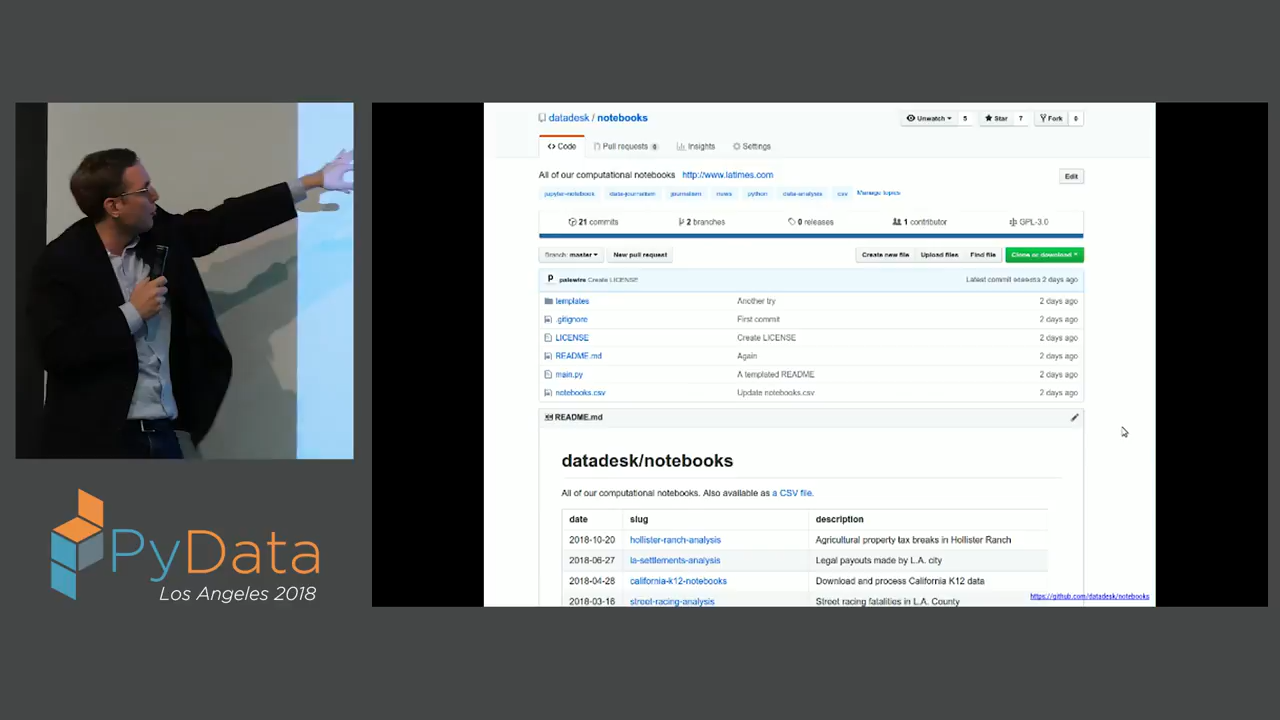 datadesk / notebooks
Unwatch 5 Star 7 Fork 0
Code Pull requests 0 Insights Settings
All of our computational notebooks http://www.latimes.com Edit
jupyter-notebook data-journalism journalism news python data-analysis csv Manage topics
21 commits 2 branches 0 releases 1 contributor GPL-3.0
Branch: master New pull request Create new file Upload files Find file Clone or download
palewire Create LICENSE Latest commit 2 days ago
templates Another try 2 days ago
.gitignore First commit 2 days ago
LICENSE Create LICENSE 2 days ago
README.md Again 2 days ago
main.py A templated README 2 days ago
notebooks.csv Update notebooks.csv 2 days ago
README.md
datadesk/notebooks
All of our computational notebooks. Also available as a CSV file.
date slug description
2018-10-20 hollister-ranch-analysis Agricultural property tax breaks in Hollister Ranch
2018-06-27 la-settlements-analysis Legal payouts made by L.A. city
2018-04-28 california-k12-notebooks Download and process California K12 data
2018-03-16 street-racing-analysis Street racing fatalities in L.A. County
https://github.com/datadesk/notebooks
PyData
Los Angeles 2018